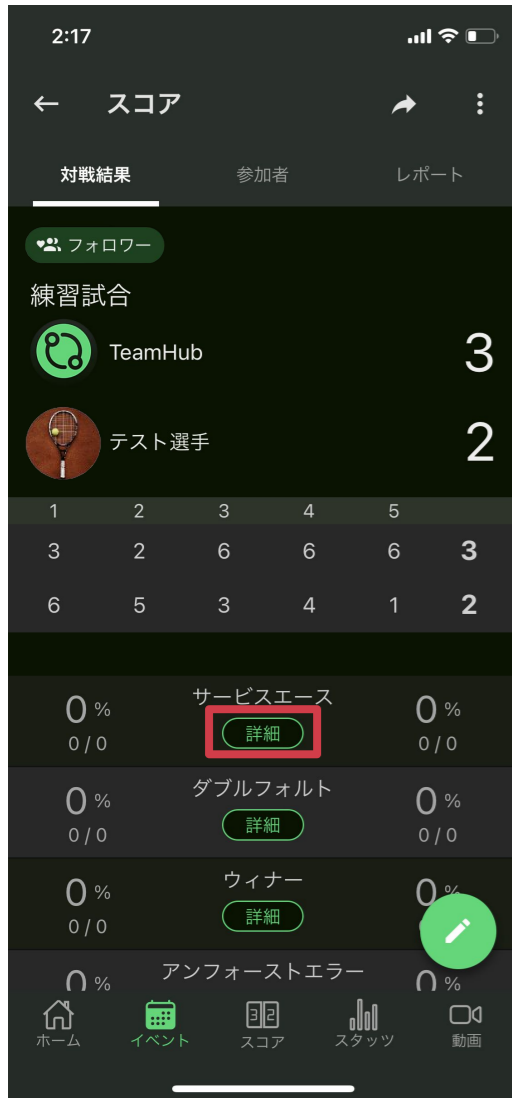 2:17
スコア
対戦結果 参加者 レポート
フォロワー
練習試合
TeamHub 3
テスト選手 2
1 2 3 4 5
3 2 6 6 6 3
6 5 3 4 1 2
サービスエース
0 % 詳細 0 %
0 / 0 0 / 0
ダブルフォルト
0 % 詳細 0 %
0 / 0 0 / 0
ウィナー
0 % 詳細 0 %
0 / 0
アンフォーストエラー
0 % 0 %
32
ホーム イベント スコア スタッツ 動画